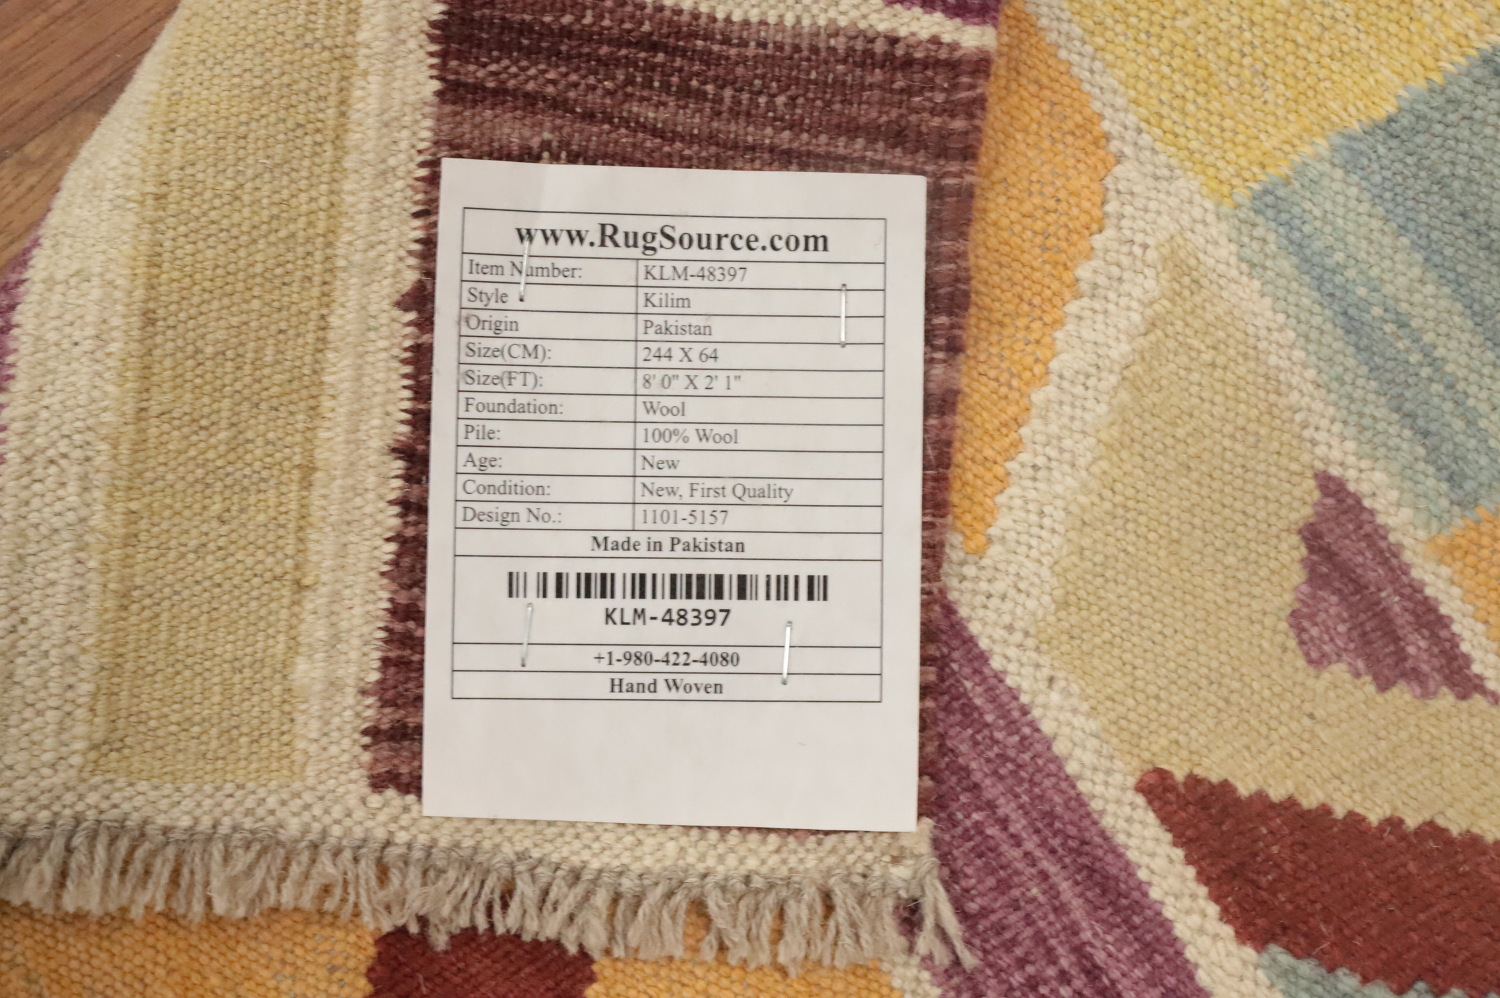 www.RugSource.com
Item Number: KLM-48397
Style Kilim
Origin Pakistan
Size(CM): 244 X 64
Size(FT): 8' 0" X 2' 1"
Foundation: Wool
Pile: 100% Wool
Age: New
Condition: New, First Quality
Design No.: 1101-5157
Made in Pakistan
KLM-48397
+1-980-422-4080
Hand Woven